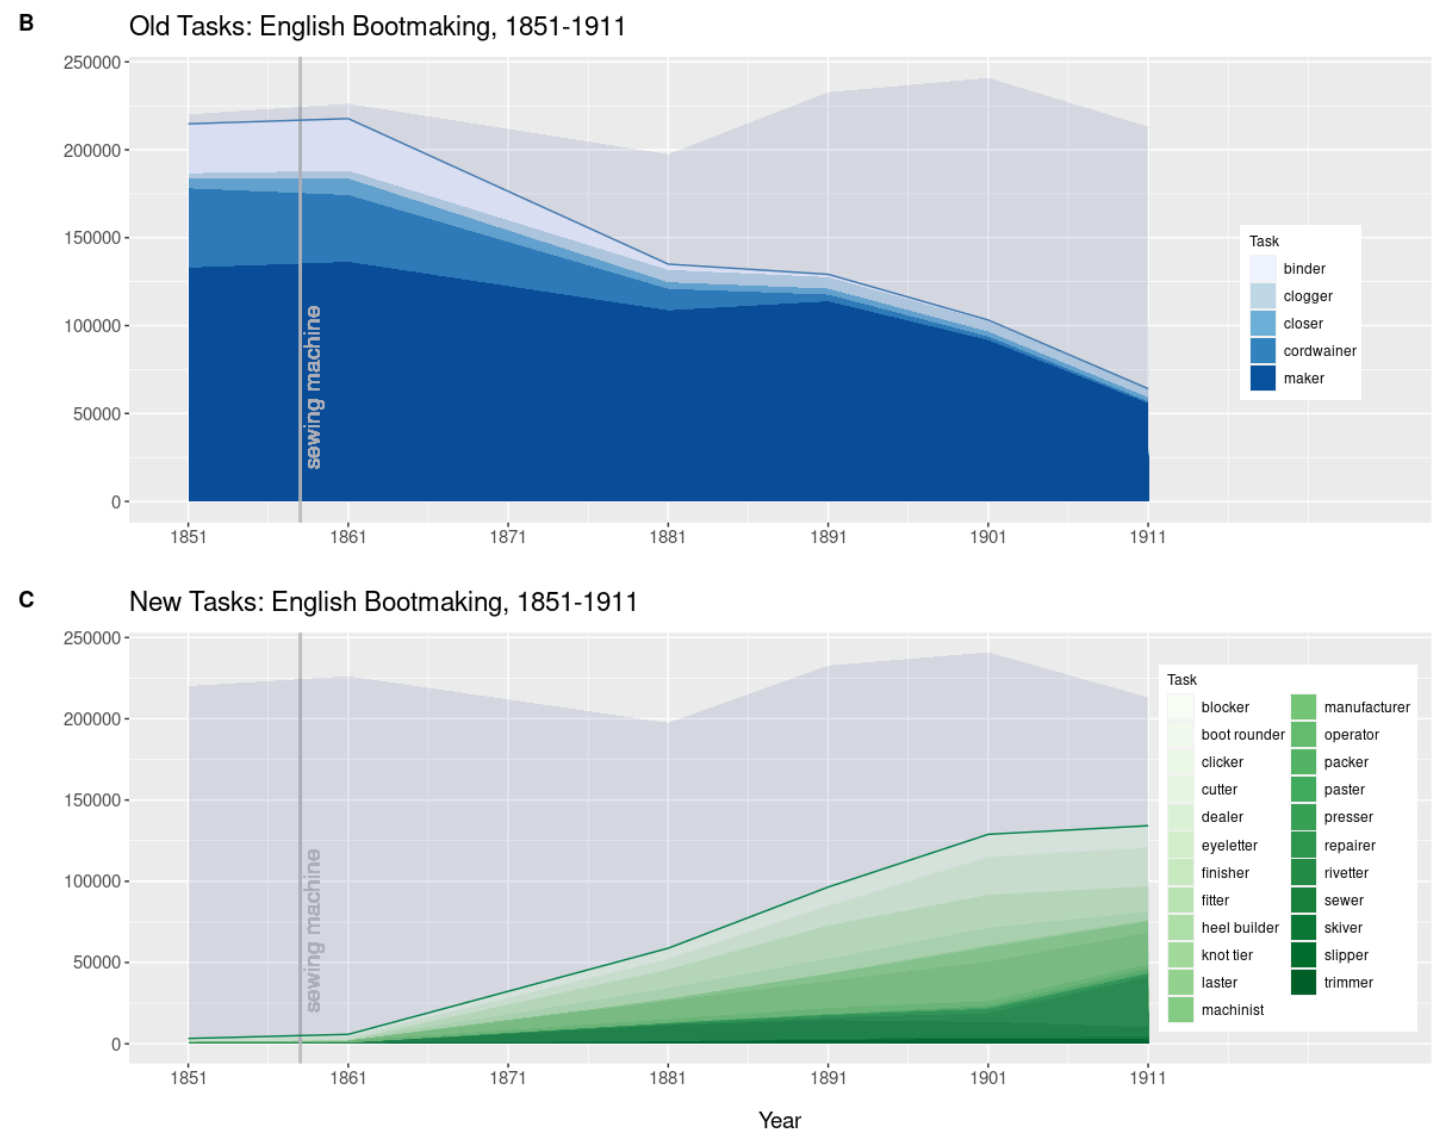 B
Old Tasks: English Bootmaking, 1851-1911
250000
200000
150000
100000
50000
0
sewing machine
Task
binder
clogger
closer
cordwainer
maker
1851 1861 1871 1881 1891 1901 1911
C
New Tasks: English Bootmaking, 1851-1911
250000
200000
150000
100000
50000
0
sewing machine
Task
blocker
boot rounder
clicker
cutter
dealer
eyeletter
finisher
fitter
heel builder
knot tier
laster
machinist
manufacturer
operator
packer
paster
presser
repairer
rivetter
sewer
skiver
slipper
trimmer
1851 1861 1871 1881 1891 1901 1911
Year